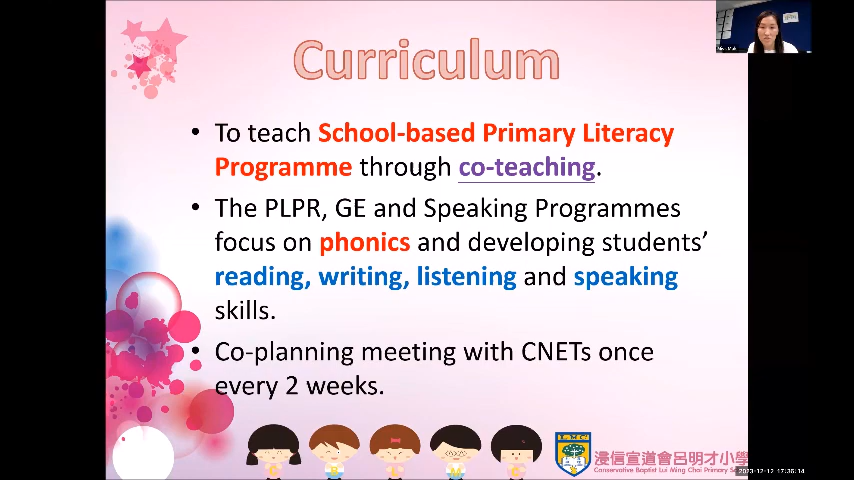 Curriculum
• To teach School-based Primary Literacy
Programme through co-teaching.
• The PLPR, GE and Speaking Programmes
focus on phonics and developing students’
reading, writing, listening and speaking
skills.
• Co-planning meeting with CNETs once
every 2 weeks.
浸信宣道會呂明才小學
Conservative Baptist Lui Ming Choi Primary
2023-12-12 17:36:14